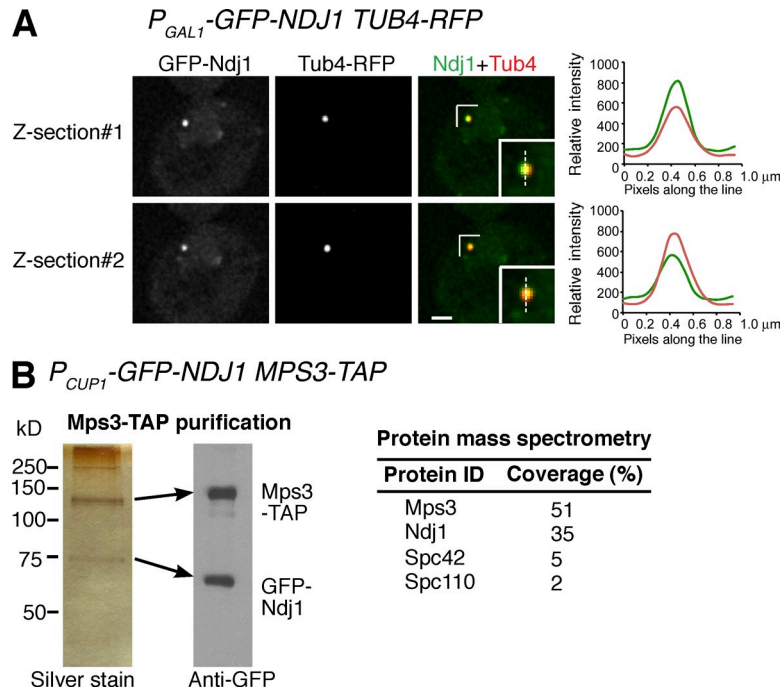 A
P_GAL1-GFP-NDJ1 TUB4-RFP
GFP-Ndj1 Tub4-RFP Ndj1+Tub4
Z-section#1
Relative intensity
1000
800
600
400
200
0
0 0.2 0.4 0.6 0.8 1.0 μm
Pixels along the line
Z-section#2
Relative intensity
1000
800
600
400
200
0
0 0.2 0.4 0.6 0.8 1.0 μm
Pixels along the line
B
P_CUP1-GFP-NDJ1 MPS3-TAP
Mps3-TAP purification
kD
250
150
100
75
50
Mps3
-TAP
GFP-
Ndj1
Silver stain Anti-GFP
Protein mass spectrometry
Protein ID Coverage (%)
Mps3 51
Ndj1 35
Spc42 5
Spc110 2